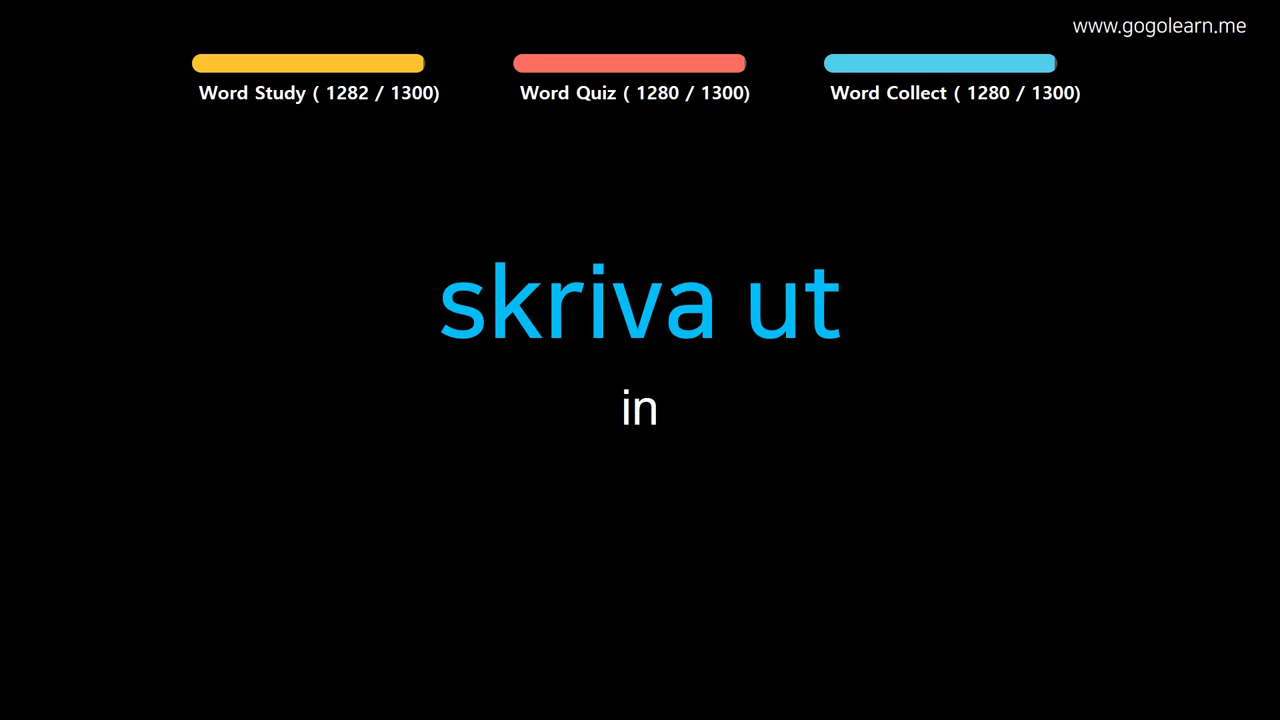 www.gogolearn.me
Word Study ( 1282 / 1300)
Word Quiz ( 1280 / 1300)
Word Collect ( 1280 / 1300)
skriva ut
in